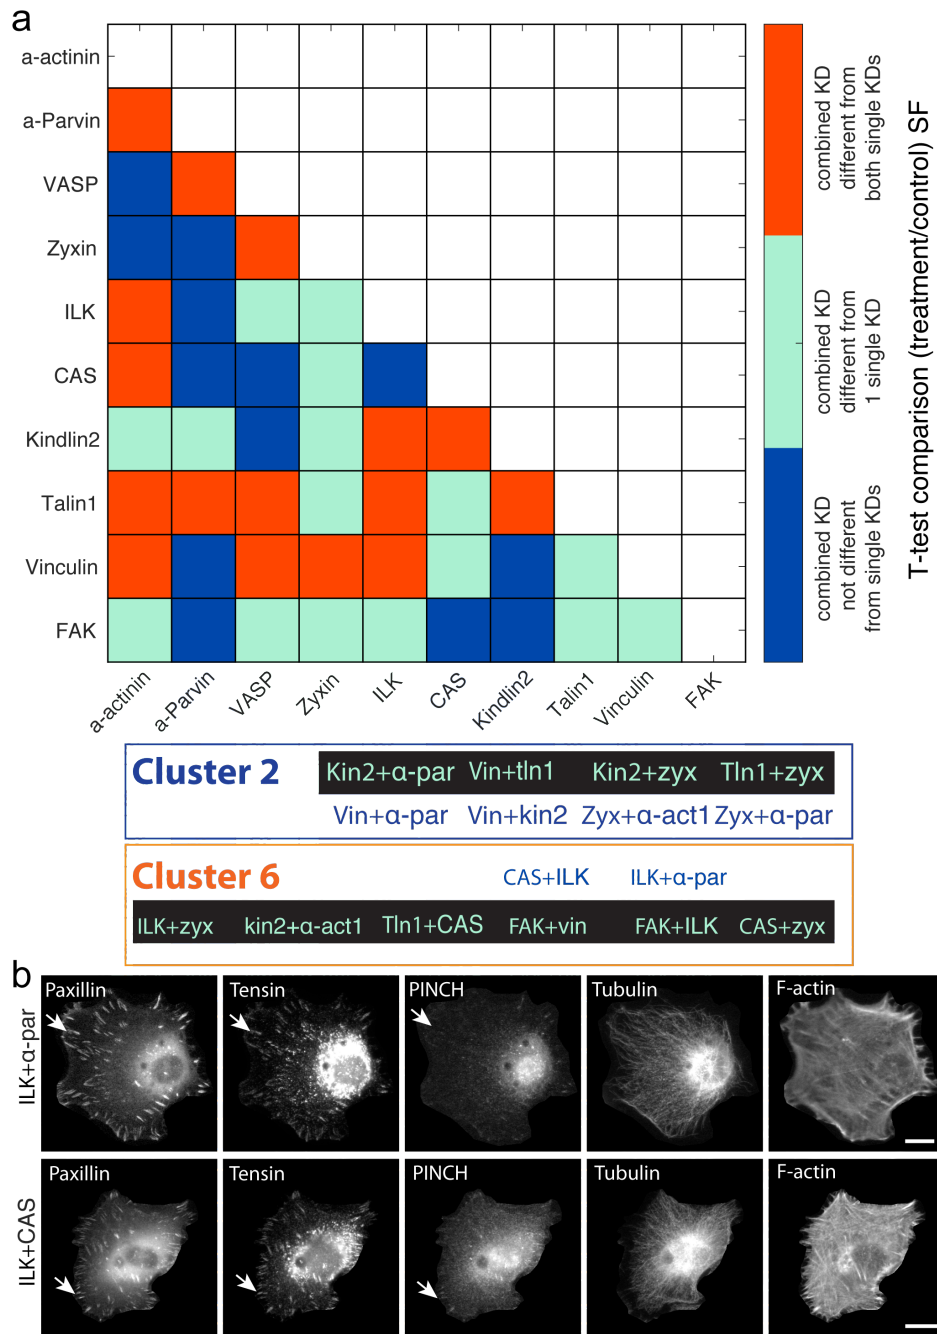 a
a-actinin
a-Parvin
VASP
Zyxin
ILK
CAS
Kindlin2
Talin1
Vinculin
FAK
a-actinin
a-Parvin
VASP
Zyxin
ILK
CAS
Kindlin2
Talin1
Vinculin
FAK
combined KD
different from
both single KDs
combined KD
different from
1 single KD
combined KD
not different
from single KDs
T-test comparison (treatment/control) SF
Cluster 2
Kin2+α-par Vin+tln1 Kin2+zyx Tln1+zyx
Vin+α-par Vin+kin2 Zyx+α-act1 Zyx+α-par
Cluster 6
CAS+ILK ILK+α-par
ILK+zyx kin2+α-act1 Tln1+CAS FAK+vin FAK+ILK CAS+zyx
b
ILK+α-par
Paxillin Tensin PINCH Tubulin F-actin
ILK+CAS
Paxillin Tensin PINCH Tubulin F-actin